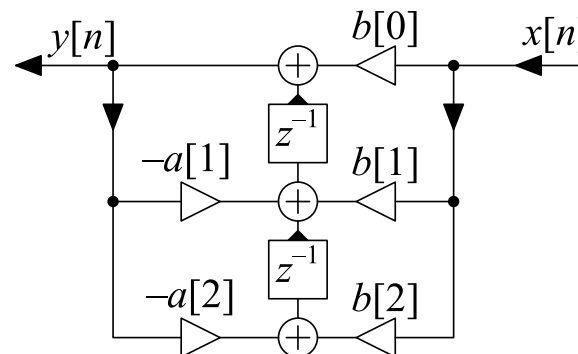 y[n] b[0] x[n]
z⁻¹
–a[1] b[1]
z⁻¹
–a[2] b[2]